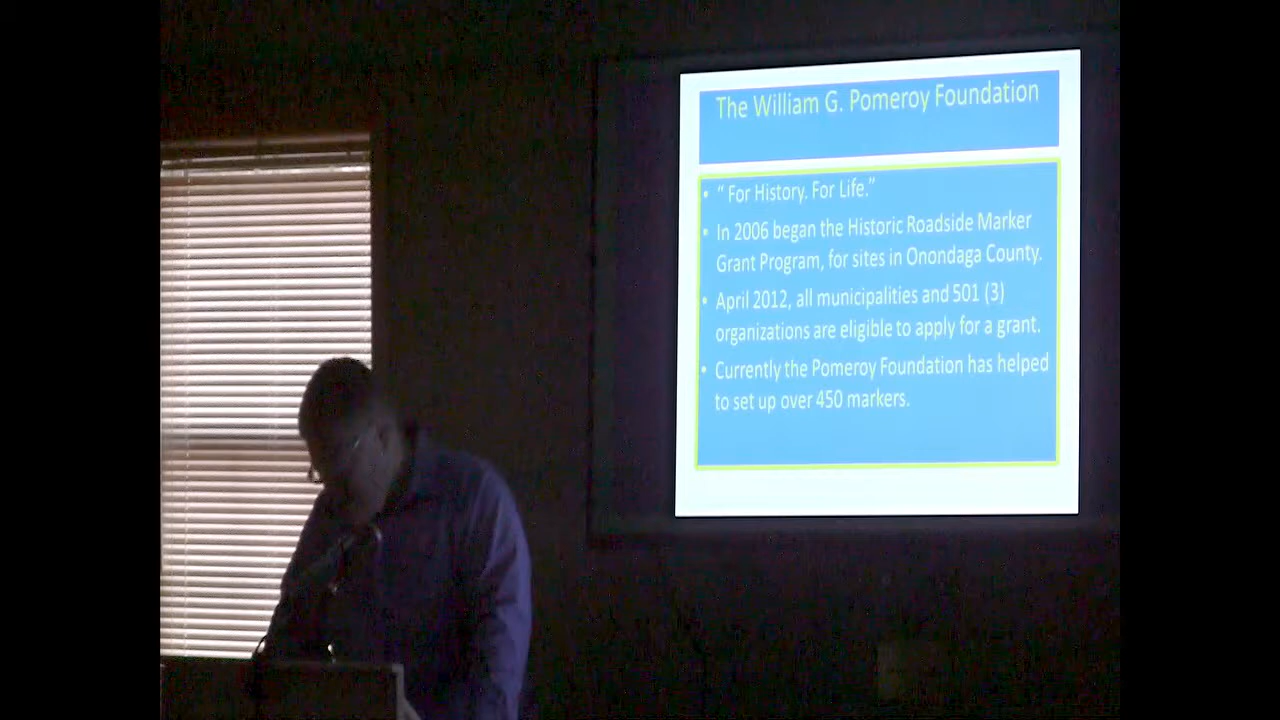 The William G. Pomeroy Foundation
• “ For History. For Life.”
• In 2006 began the Historic Roadside Marker
Grant Program, for sites in Onondaga County.
• April 2012, all municipalities and 501 (3)
organizations are eligible to apply for a grant.
• Currently the Pomeroy Foundation has helped
to set up over 450 markers.